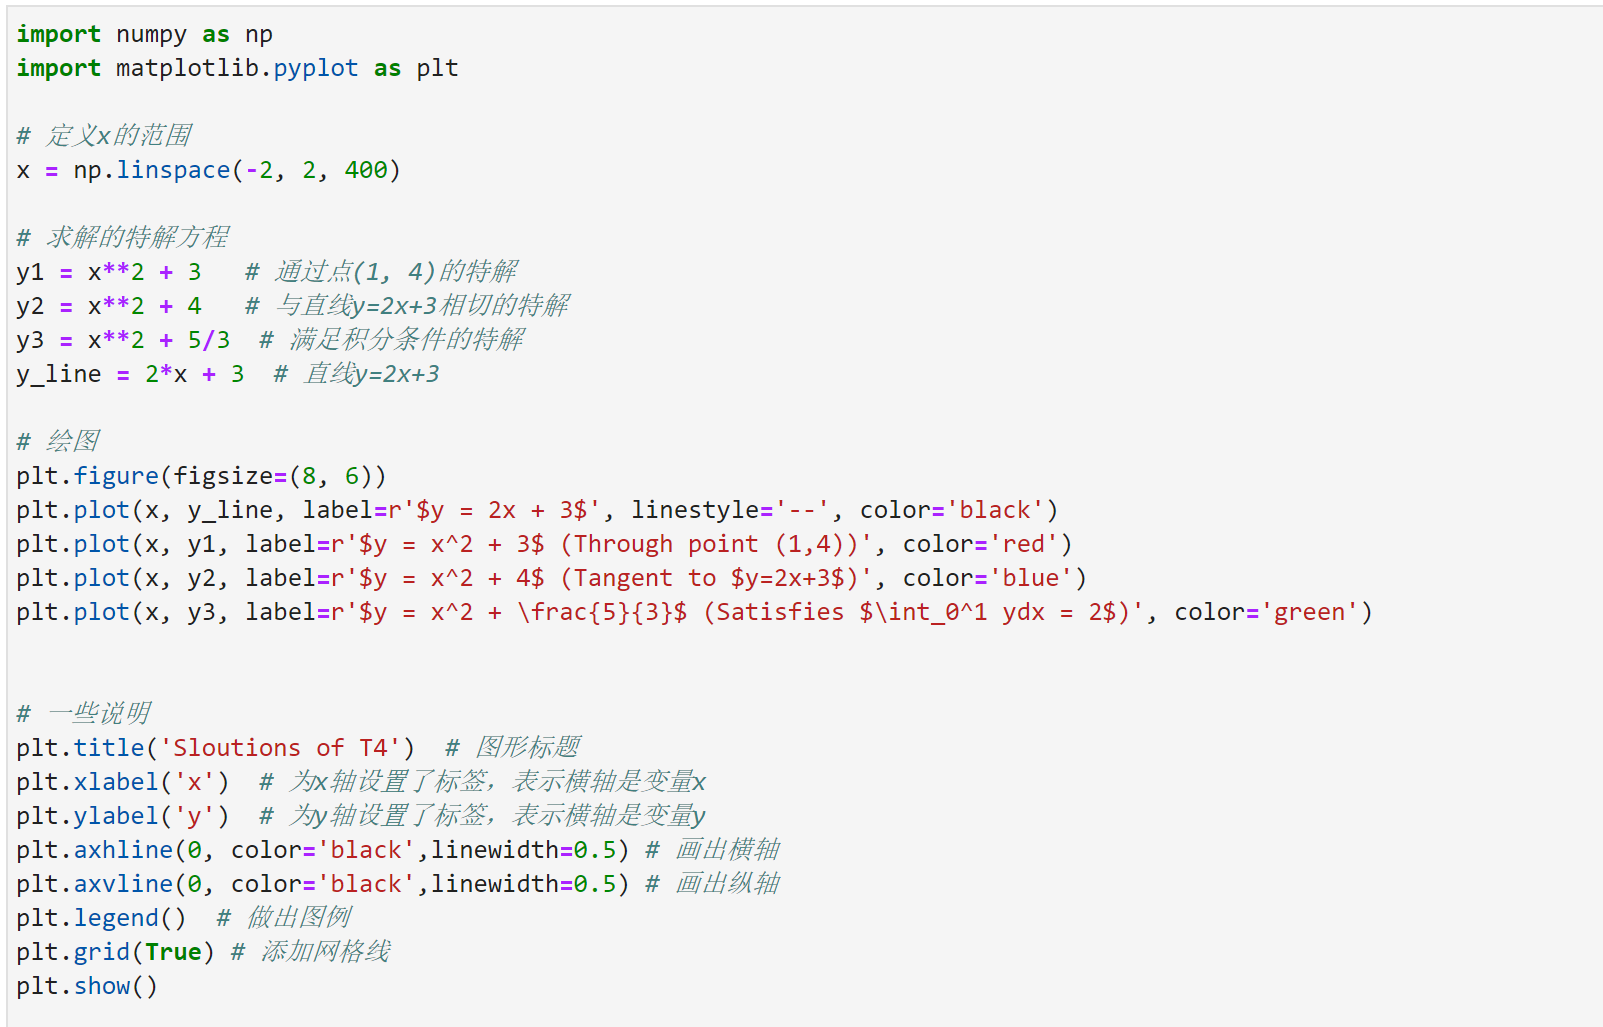 import numpy as np
import matplotlib.pyplot as plt

# 定义x的范围
x = np.linspace(-2, 2, 400)

# 求解的特解方程
y1 = x**2 + 3   # 通过点(1, 4)的特解
y2 = x**2 + 4   # 与直线y=2x+3相切的特解
y3 = x**2 + 5/3  # 满足积分条件的特解
y_line = 2*x + 3  # 直线y=2x+3

# 绘图
plt.figure(figsize=(8, 6))
plt.plot(x, y_line, label=r'$y = 2x + 3$', linestyle='--', color='black')
plt.plot(x, y1, label=r'$y = x^2 + 3$ (Through point (1,4))', color='red')
plt.plot(x, y2, label=r'$y = x^2 + 4$ (Tangent to $y=2x+3$)', color='blue')
plt.plot(x, y3, label=r'$y = x^2 + \frac{5}{3}$ (Satisfies $\int_0^1 ydx = 2$)', color='green')

# 一些说明
plt.title('Sloutions of T4')  # 图形标题
plt.xlabel('x')  # 为x轴设置了标签，表示横轴是变量x
plt.ylabel('y')  # 为y轴设置了标签，表示横轴是变量y
plt.axhline(0, color='black',linewidth=0.5) # 画出横轴
plt.axvline(0, color='black',linewidth=0.5) # 画出纵轴
plt.legend()  # 做出图例
plt.grid(True) # 添加网格线
plt.show()